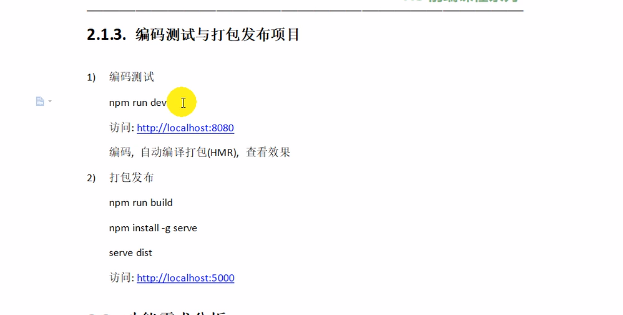 2.1.3. 编码测试与打包发布项目
1) 编码测试
npm run dev
访问: http://localhost:8080
编码, 自动编译打包(HMR), 查看效果
2) 打包发布
npm run build
npm install -g serve
serve dist
访问: http://localhost:5000